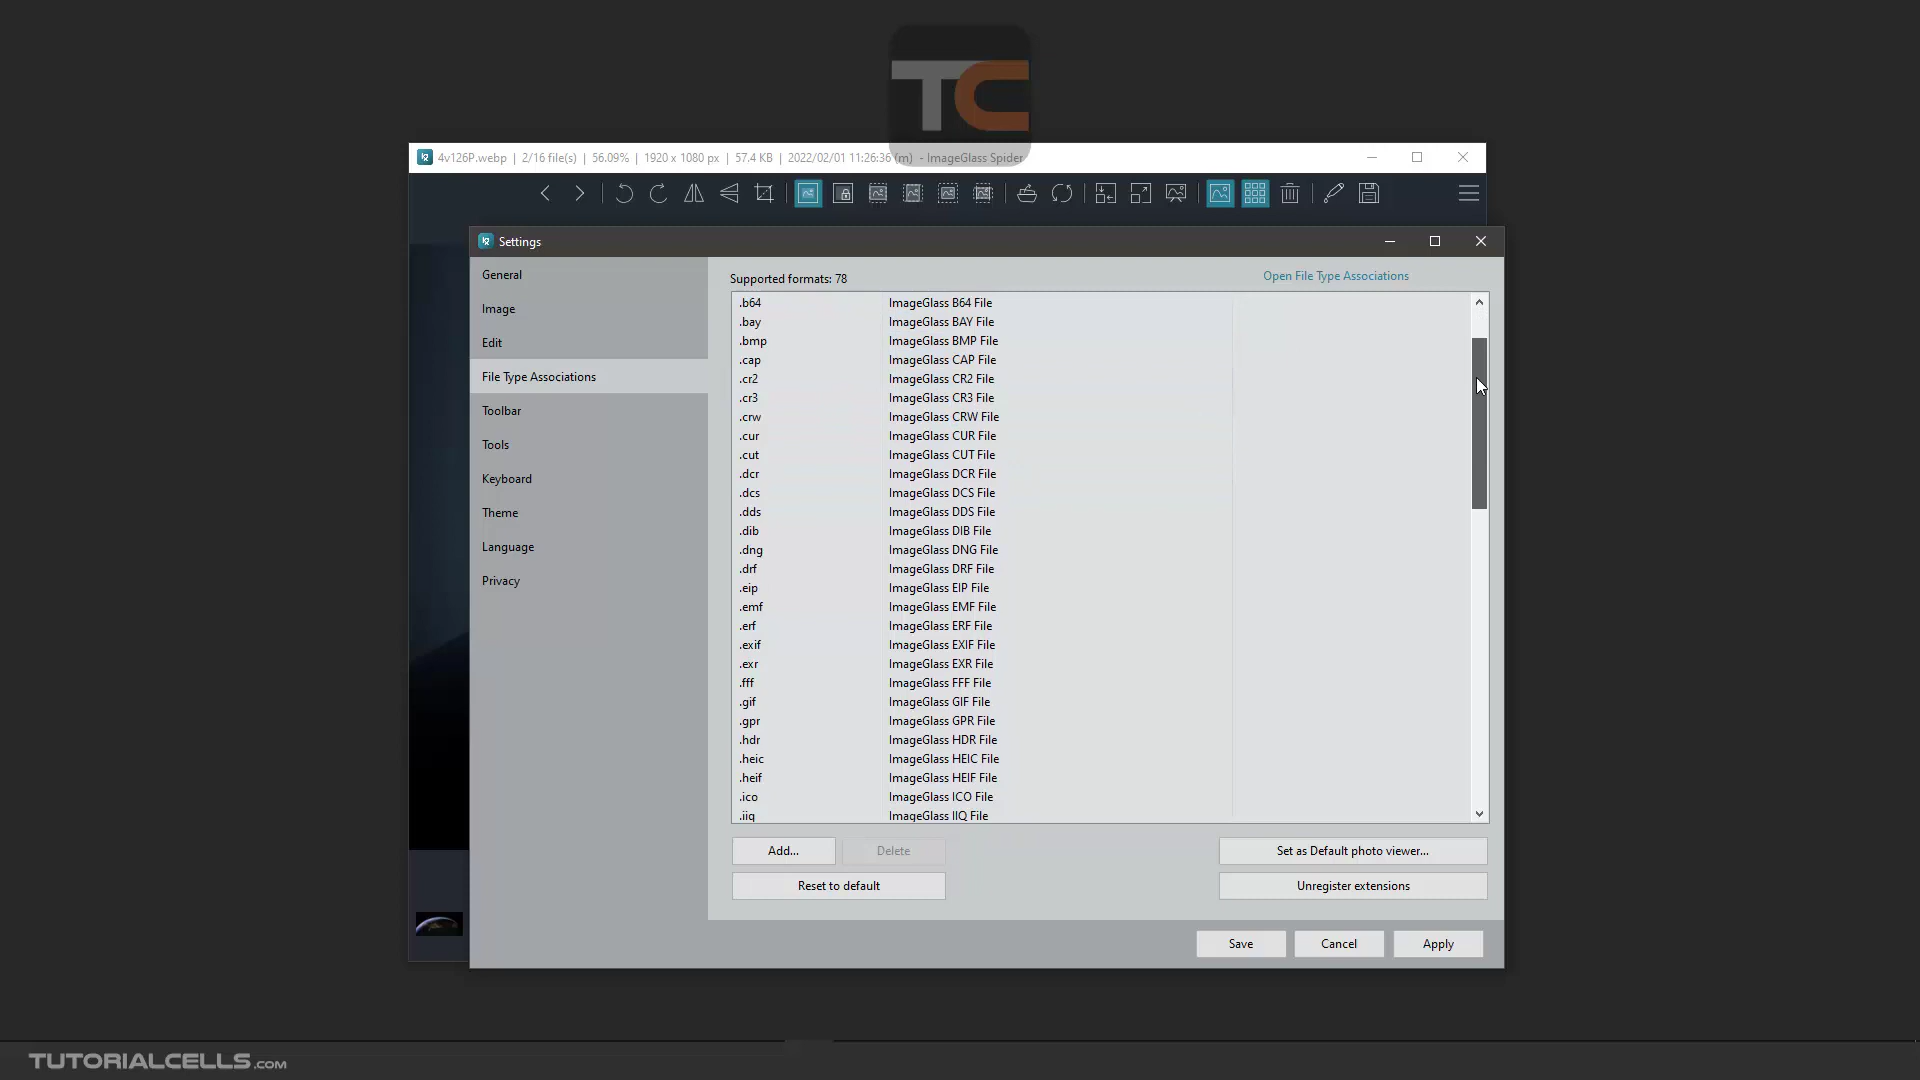 TC
4v126P.webp | 2/16 file(s) | 56.09% | 1920 x 1080 px | 57.4 KB | 2022/02/01 11:26:36 (m) - ImageGlass Spider
Settings
General
Image
Edit
File Type Associations
Toolbar
Tools
Keyboard
Theme
Language
Privacy
Supported formats: 78
Open File Type Associations
.b64 ImageGlass B64 File
.bay ImageGlass BAY File
.bmp ImageGlass BMP File
.cap ImageGlass CAP File
.cr2 ImageGlass CR2 File
.cr3 ImageGlass CR3 File
.crw ImageGlass CRW File
.cur ImageGlass CUR File
.cut ImageGlass CUT File
.dcr ImageGlass DCR File
.dcs ImageGlass DCS File
.dds ImageGlass DDS File
.dib ImageGlass DIB File
.dng ImageGlass DNG File
.drf ImageGlass DRF File
.eip ImageGlass EIP File
.emf ImageGlass EMF File
.erf ImageGlass ERF File
.exif ImageGlass EXIF File
.exr ImageGlass EXR File
.fff ImageGlass FFF File
.gif ImageGlass GIF File
.gpr ImageGlass GPR File
.hdr ImageGlass HDR File
.heic ImageGlass HEIC File
.heif ImageGlass HEIF File
.ico ImageGlass ICO File
.iiq ImageGlass IIQ File
Add...
Delete
Set as Default photo viewer...
Reset to default
Unregister extensions
Save
Cancel
Apply
TUTORIALCELLS.COM